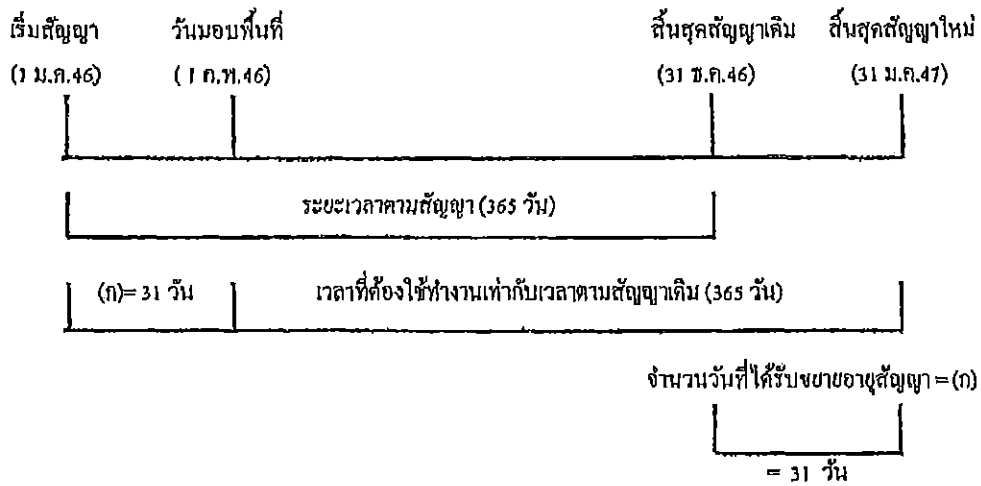 เริ่มสัญญา วันมอบพื้นที่ สิ้นสุดสัญญาเดิม สิ้นสุดสัญญาใหม่
(1 ม.ค.46) (1 ก.พ.46) (31 ธ.ค.46) (31 ม.ค.47)
ระยะเวลาตามสัญญา (365 วัน)
(ก)= 31 วัน เวลาที่ต้องใช้ทำงานเท่ากับเวลาตามสัญญาเดิม (365 วัน)
จำนวนวันที่ได้รับขยายอายุสัญญา = (ก)
= 31 วัน